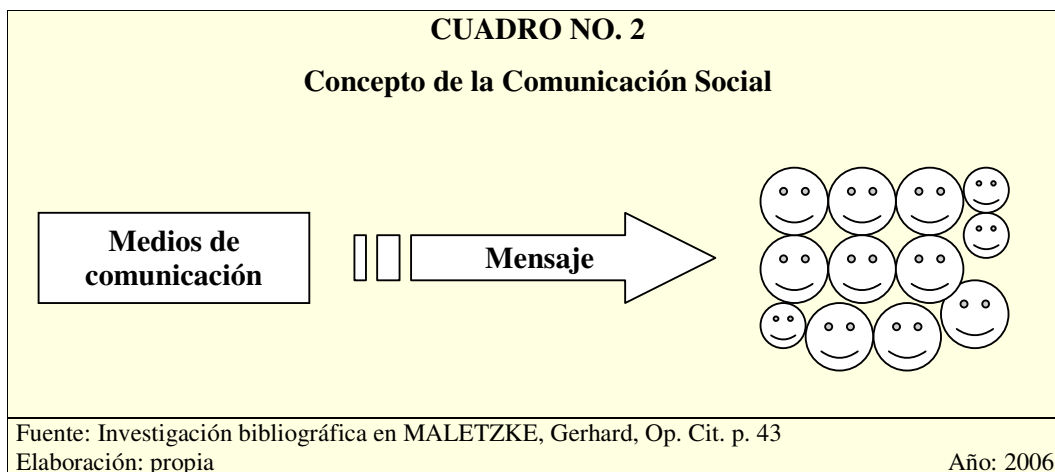 CUADRO NO. 2
Concepto de la Comunicación Social
Medios de
comunicación
Mensaje
Fuente: Investigación bibliográfica en MALETZKE, Gerhard, Op. Cit. p. 43
Elaboración: propia Año: 2006